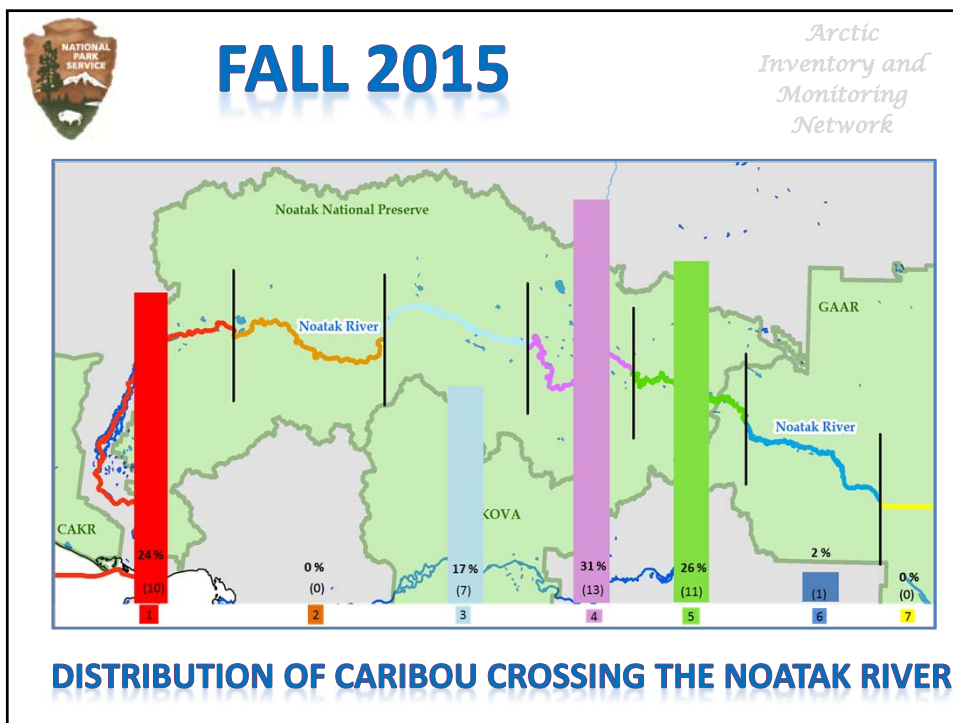 NATIONAL
PARK
SERVICE
FALL 2015
Arctic
Inventory and
Monitoring
Network
Noatak National Preserve
Noatak River
GAAR
Noatak River
CAKR
KOVA
24 %
0 %
17 %
31 %
26 %
2 %
0 %
(10)
(0)
(7)
(13)
(11)
(1)
(0)
1
2
3
4
5
6
7
DISTRIBUTION OF CARIBOU CROSSING THE NOATAK RIVER